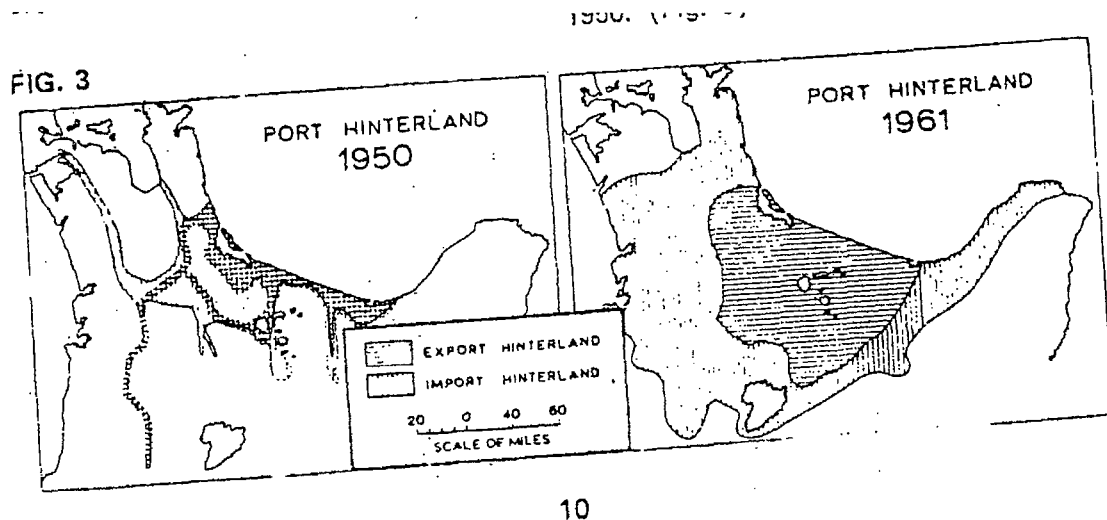 FIG. 3
PORT HINTERLAND
1950
EXPORT HINTERLAND
IMPORT HINTERLAND
20 0 40 60
SCALE OF MILES
PORT HINTERLAND
1961
10